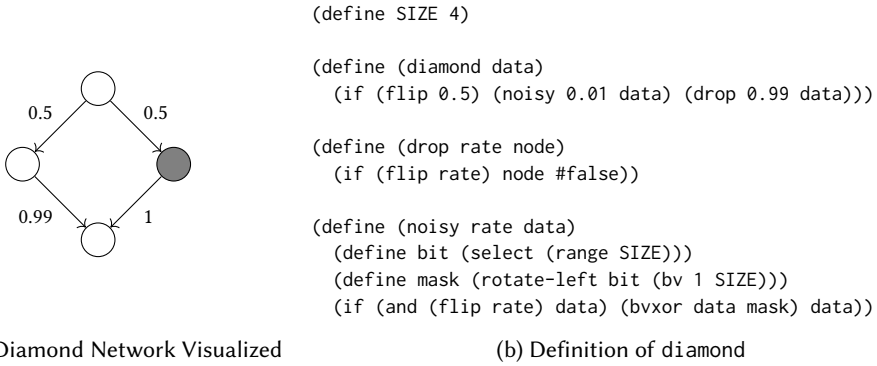 0.5
0.5
0.99
1
Diamond Network Visualized
(define SIZE 4)
(define (diamond data)
(if (flip 0.5) (noisy 0.01 data) (drop 0.99 data)))
(define (drop rate node)
(if (flip rate) node #false))
(define (noisy rate data)
(define bit (select (range SIZE)))
(define mask (rotate-left bit (bv 1 SIZE)))
(if (and (flip rate) data) (bvxor data mask) data))
(b) Definition of diamond